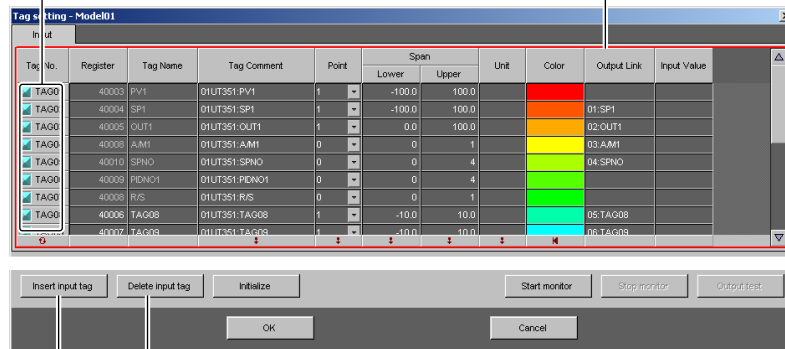 Tag setting - Model01
Input
Tag No. Register Tag Name Tag Comment Point Span Lower Upper Unit Color Output Link Input Value
TAG0 40003 PV1 01UT351:PV1 1 -100.0 100.0
TAG0 40004 SP1 01UT351:SP1 1 -100.0 100.0 01:SP1
TAG0 40005 OUT1 01UT351:OUT1 1 0.0 100.0 02:OUT1
TAG0 40008 A/M1 01UT351:A/M1 0 0 1 03:A/M1
TAG0 40010 SPNO 01UT351:SPNO 0 0 4 04:SPNO
TAG0 40009 PIDNO1 01UT351:PIDNO1 0 0 4
TAG0 40008 R/S 01UT351:R/S 0 0 1
TAG0 40006 TAG08 01UT351:TAG08 1 -10.0 10.0 05:TAG08
40007 TAG09 01UT351:TAG09 1 -10.0 10.0 06:TAG09
Insert input tag Delete input tag Initialize Start monitor Stop monitor Output test
OK Cancel